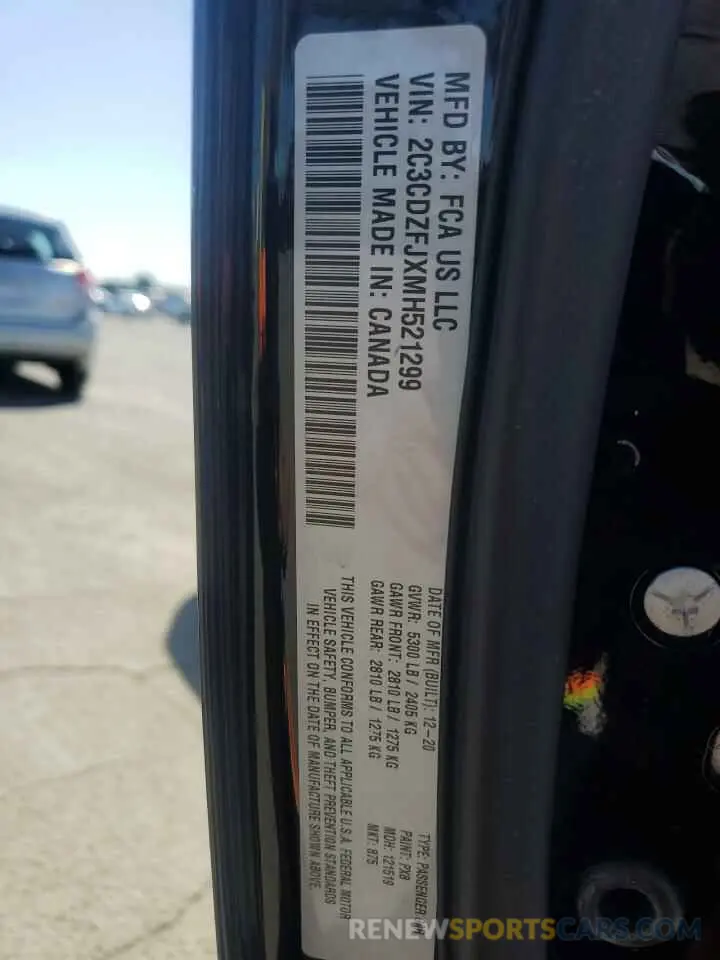 MFD BY: FCA US LLC
VIN: 2C3CDZFJXMH521299
VEHICLE MADE IN: CANADA
DATE OF MFR (BUILT): 12-20
GVWR: 5300 LB / 2405 KG
GAWR FRONT: 2810 LB / 1275 KG
GAWR REAR: 2810 LB / 1275 KG
THIS VEHICLE CONFORMS TO ALL APPLICABLE U.S.A. FEDERAL MOTOR
VEHICLE SAFETY, BUMPER, AND THEFT PREVENTION STANDARDS
IN EFFECT ON THE DATE OF MANUFACTURE SHOWN ABOVE.
TYPE: PASSENGER CAR
PAINT: PX8
MDH: 121519
MKT: 875
RENEWSPORTSCARS.COM